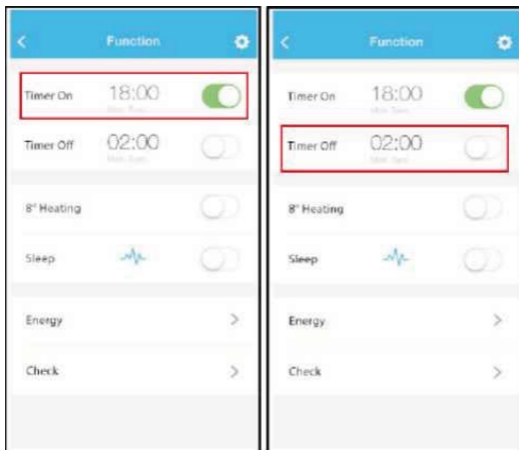 Function
Timer On 18:00
Timer Off 02:00
8° Heating
Sleep
Energy
Check
Function
Timer On 18:00
Timer Off 02:00
8° Heating
Sleep
Energy
Check